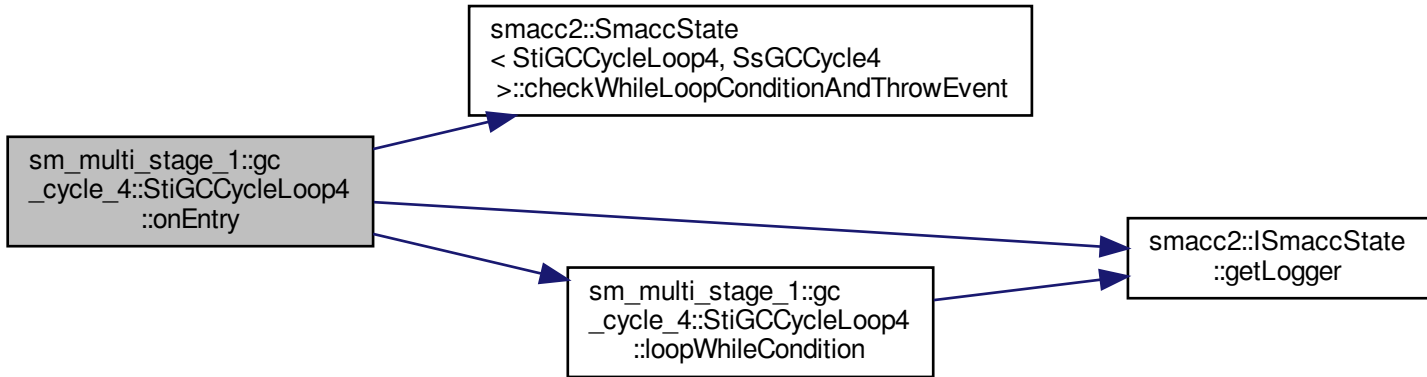 smacc2::SmaccState
< StiGCCycleLoop4, SsGCCycle4
>::checkWhileLoopConditionAndThrowEvent
sm_multi_stage_1::gc
_cycle_4::StiGCCycleLoop4
::onEntry
smacc2::ISmaccState
::getLogger
sm_multi_stage_1::gc
_cycle_4::StiGCCycleLoop4
::loopWhileCondition